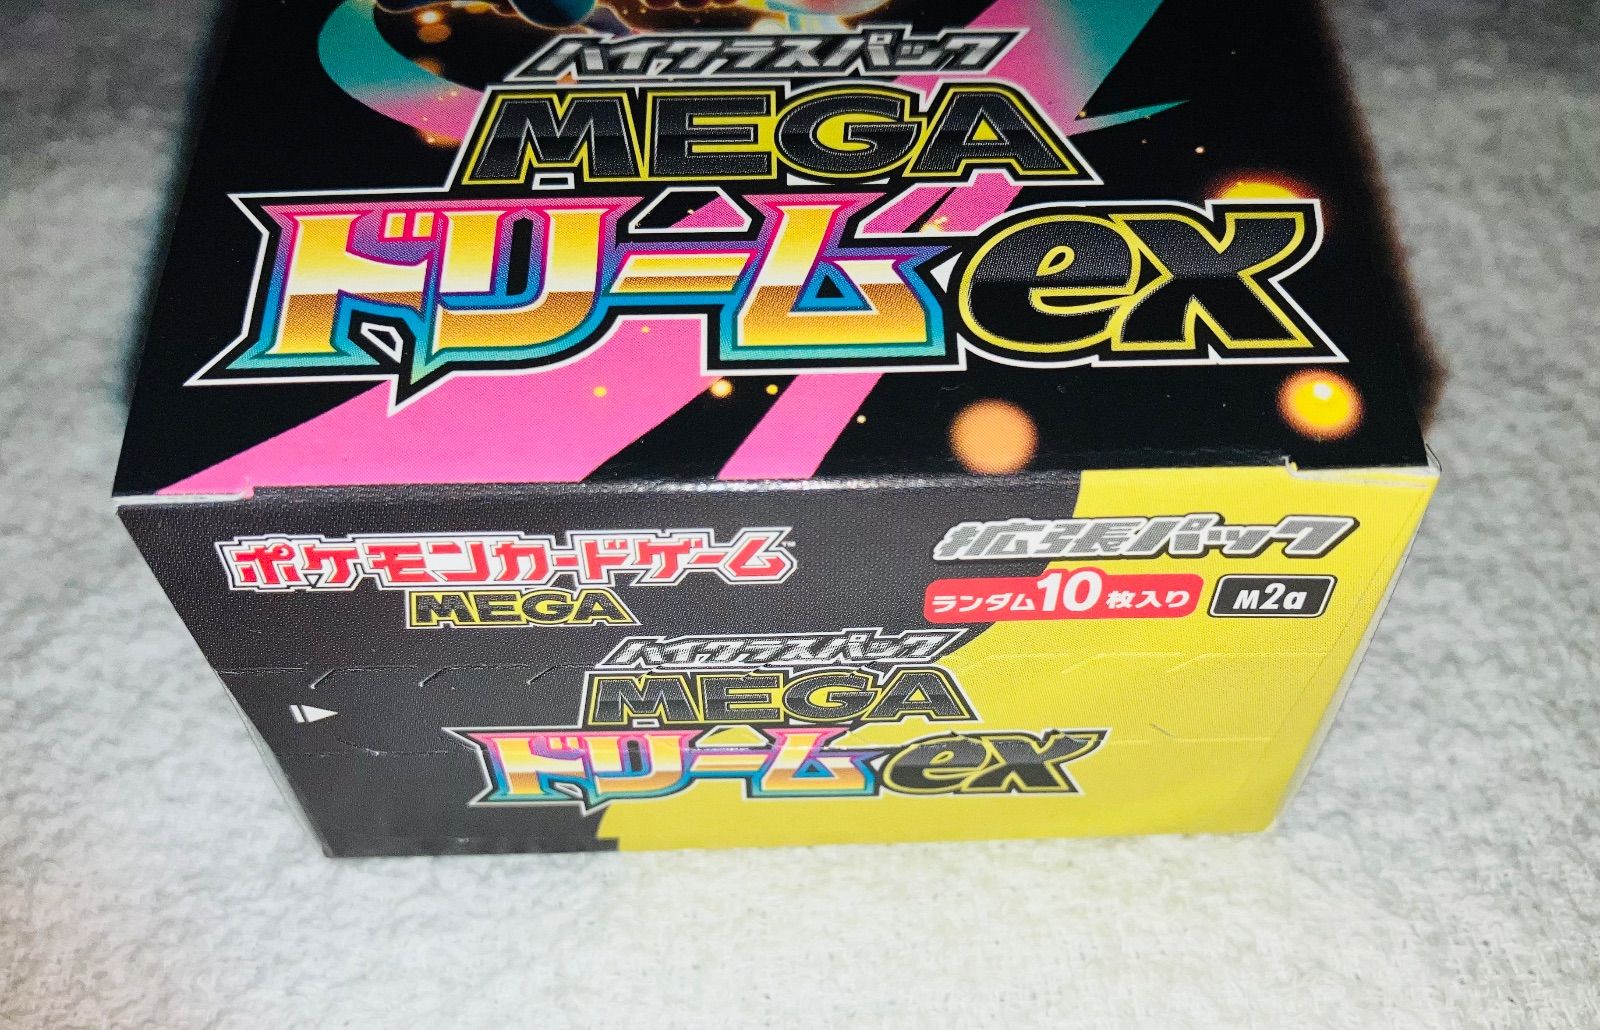 ハイクラスパック
MEGA
ドリームex
ポケモンカードゲーム™
MEGA
拡張パック
ランダム10枚入り
M2a
ハイクラスパック
MEGA
ドリームex